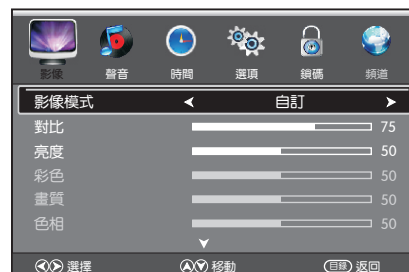 影像 聲音 時間 選項 鎖碼 頻道
影像模式 自訂
對比 75
亮度 50
彩色 50
畫質 50
色相 50
選擇 移動 目錄 返回